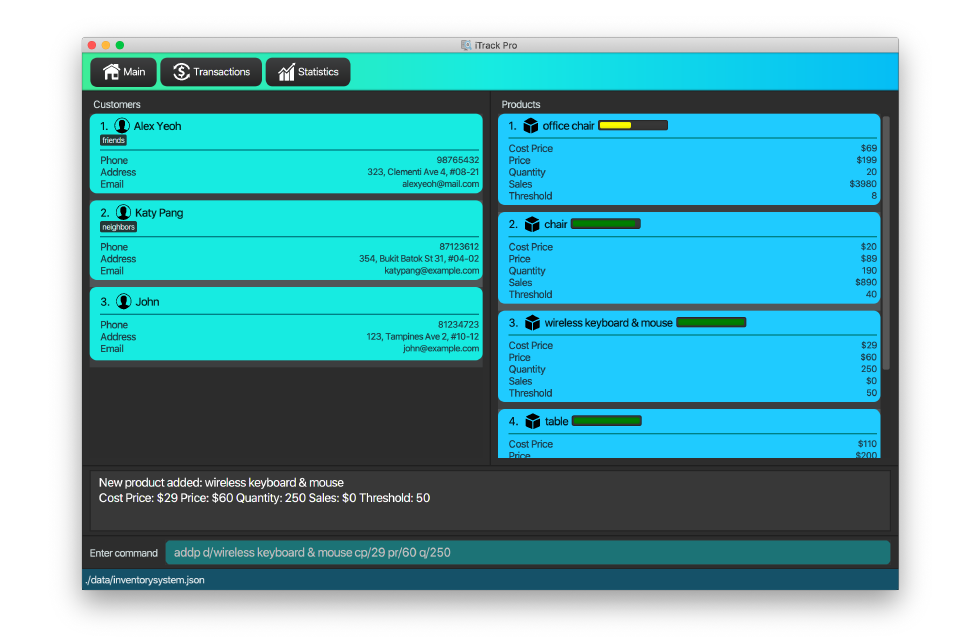 iTrack Pro
Main Transactions Statistics
Customers
1. Alex Yeoh
friends
Phone 98765432
Address 323, Clementi Ave 4, #08-21
Email alexyeoh@mail.com
2. Katy Pang
neighbors
Phone 87123612
Address 354, Bukit Batok St 31, #04-02
Email katypang@example.com
3. John
Phone 81234723
Address 123, Tampines Ave 2, #10-12
Email john@example.com
Products
1. office chair
Cost Price $69
Price $199
Quantity 20
Sales $3980
Threshold 8
2. chair
Cost Price $20
Price $89
Quantity 190
Sales $890
Threshold 40
3. wireless keyboard & mouse
Cost Price $29
Price $60
Quantity 250
Sales $0
Threshold 50
4. table
Cost Price $110
Price $200
New product added: wireless keyboard & mouse
Cost Price: $29 Price: $60 Quantity: 250 Sales: $0 Threshold: 50
Enter command addp d/wireless keyboard & mouse cp/29 pr/60 q/250
./data/inventorysystem.json